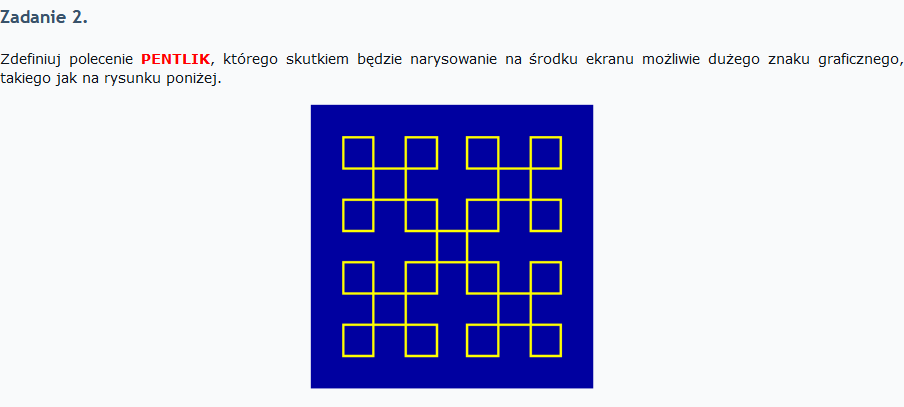 Zadanie 2.
Zdefiniuj polecenie PENTLIK, którego skutkiem będzie narysowanie na środku ekranu możliwie dużego znaku graficznego,
takiego jak na rysunku poniżej.